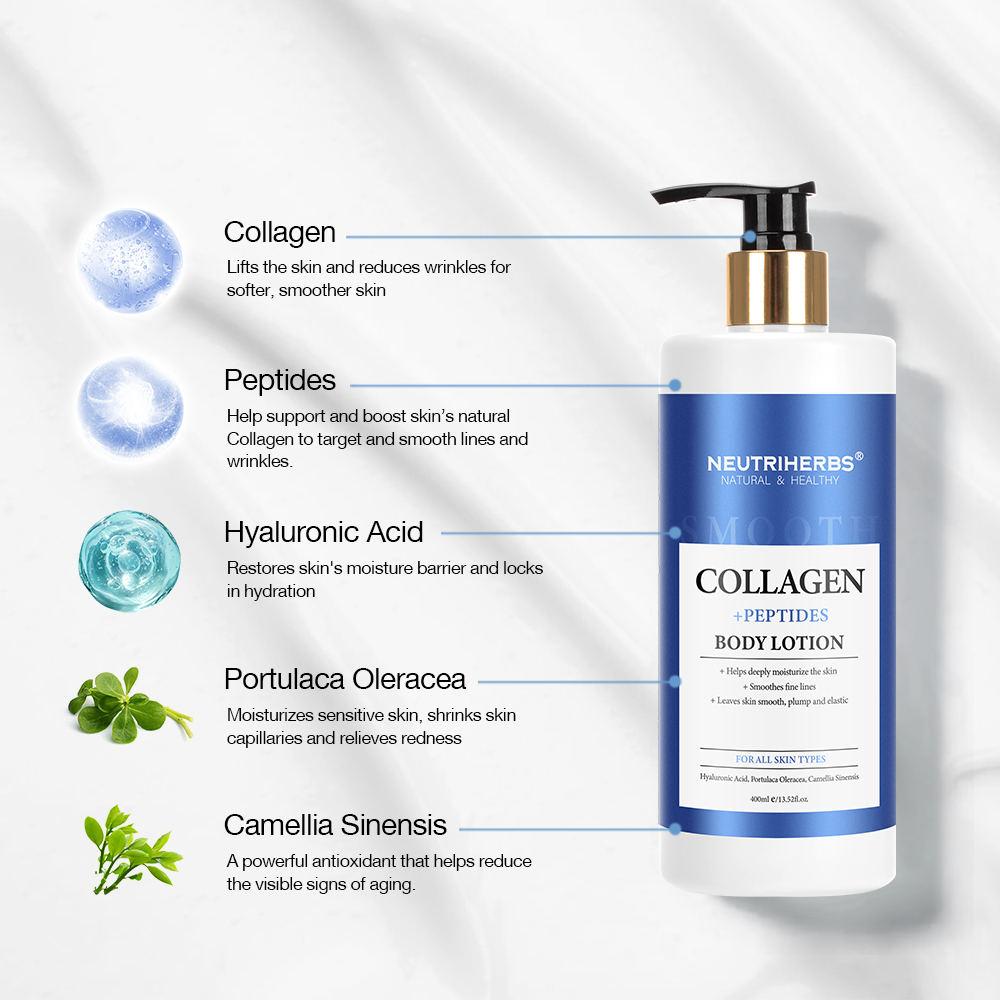 Collagen
Lifts the skin and reduces wrinkles for
softer, smoother skin
Peptides
Help support and boost skin’s natural
Collagen to target and smooth lines and
wrinkles.
Hyaluronic Acid
Restores skin's moisture barrier and locks
in hydration
Portulaca Oleracea
Moisturizes sensitive skin, shrinks skin
capillaries and relieves redness
Camellia Sinensis
A powerful antioxidant that helps reduce
the visible signs of aging.
NEUTRIHERBS®
NATURAL & HEALTHY
SMOOTH
COLLAGEN
+PEPTIDES
BODY LOTION
+ Helps deeply moisturize the skin
+ Smoothes fine lines
+ Leaves skin smooth, plump and elastic
FOR ALL SKIN TYPES
Hyaluronic Acid, Portulaca Oleracea, Camellia Sinensis
400ml e/13.52fl.oz.